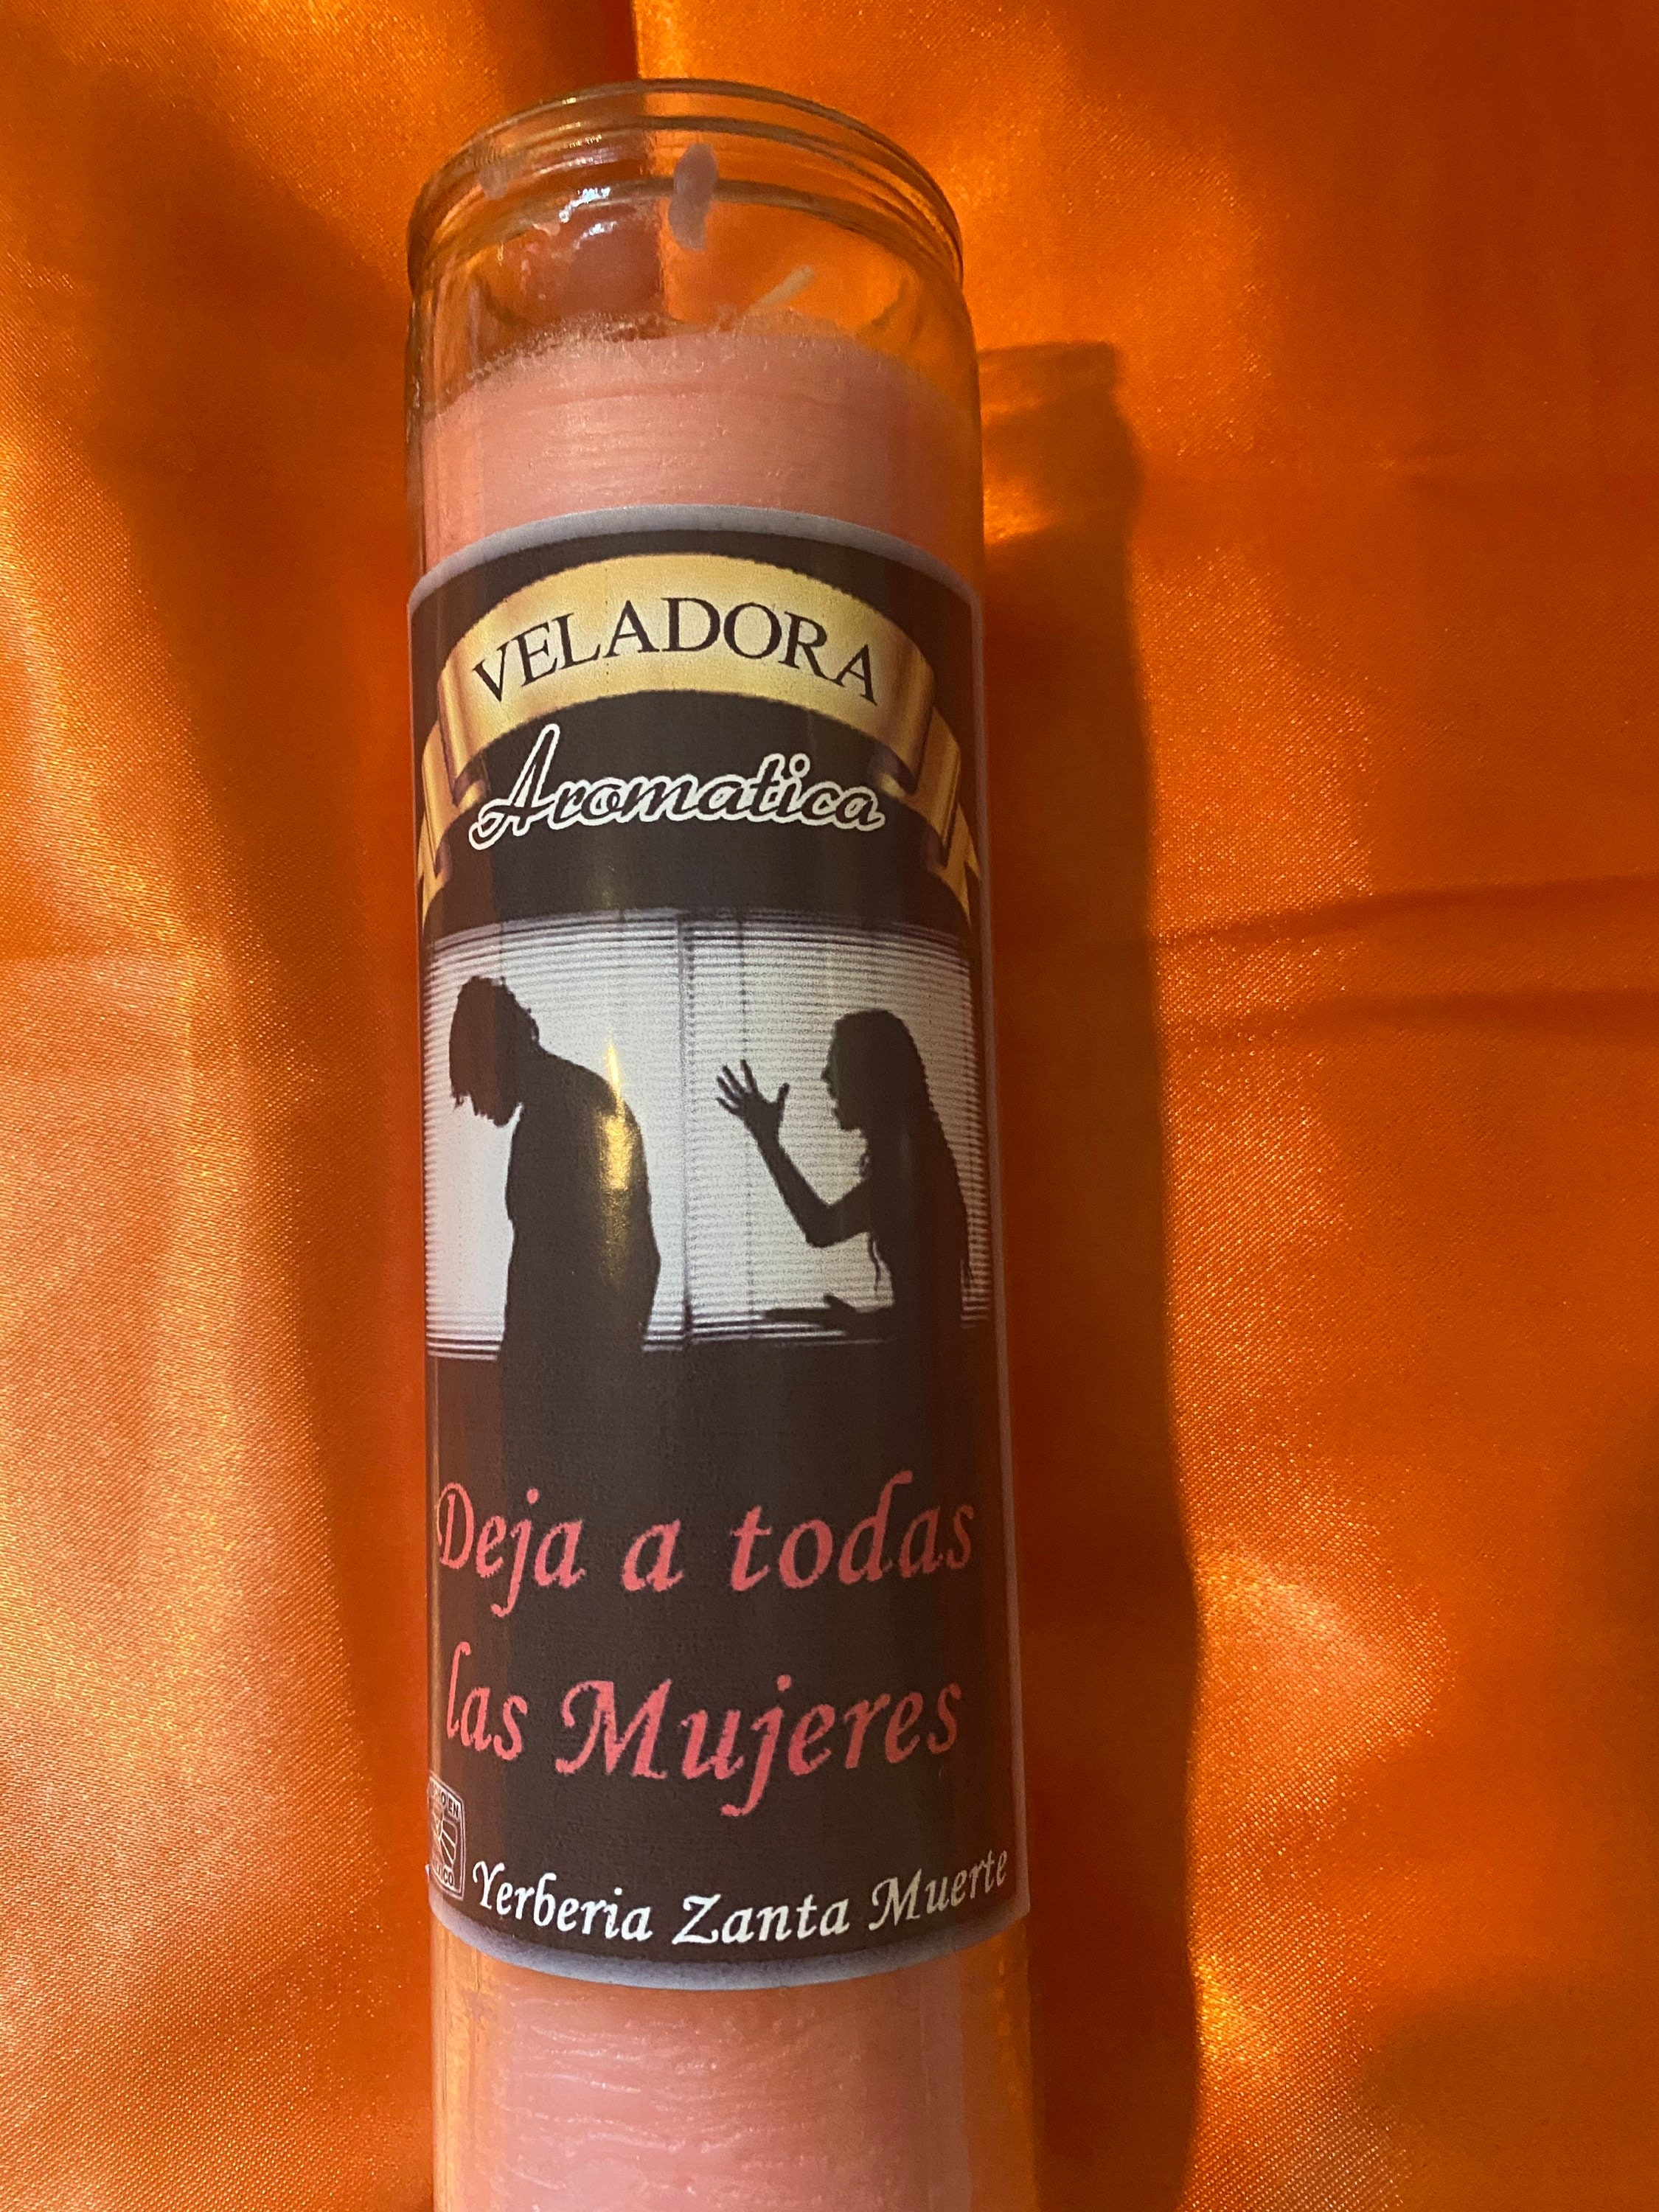 VELADORA
Aromatica
Deja a todas
las Mujeres
Yerberia Zanta Muerte